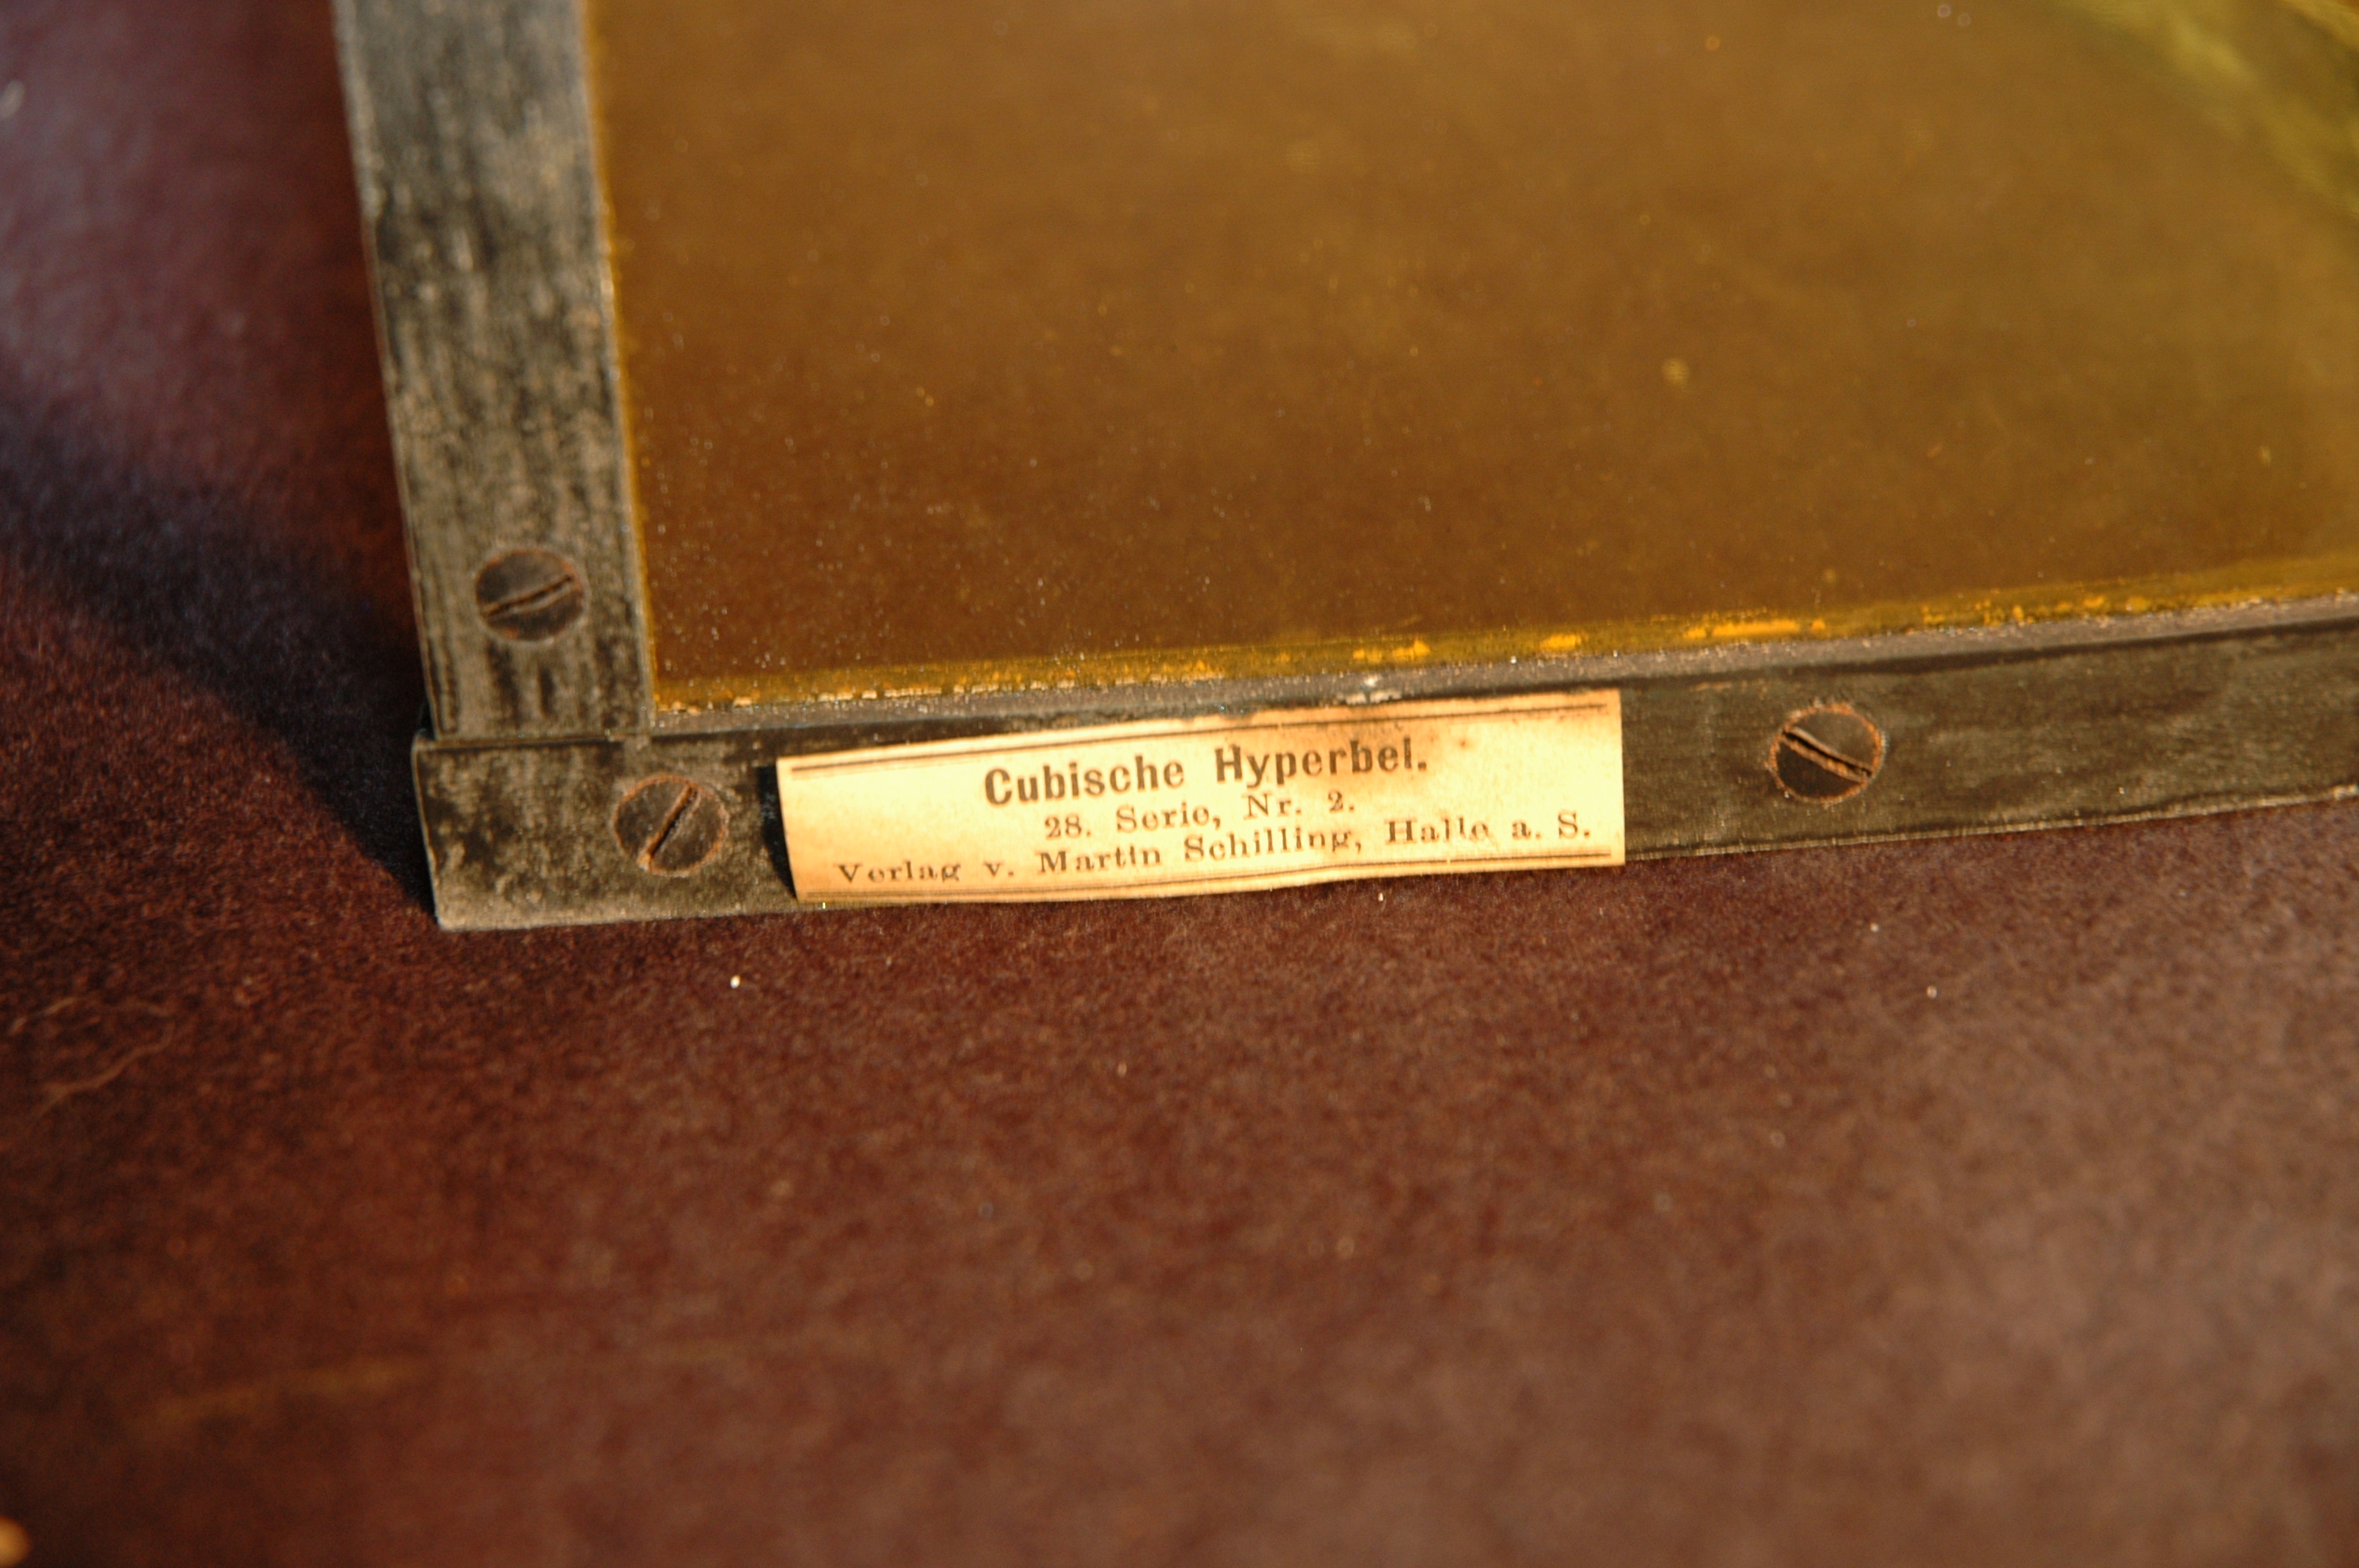 Cubische Hyperbel.
28. Serie, Nr. 2.
Verlag v. Martin Schilling, Halle a. S.